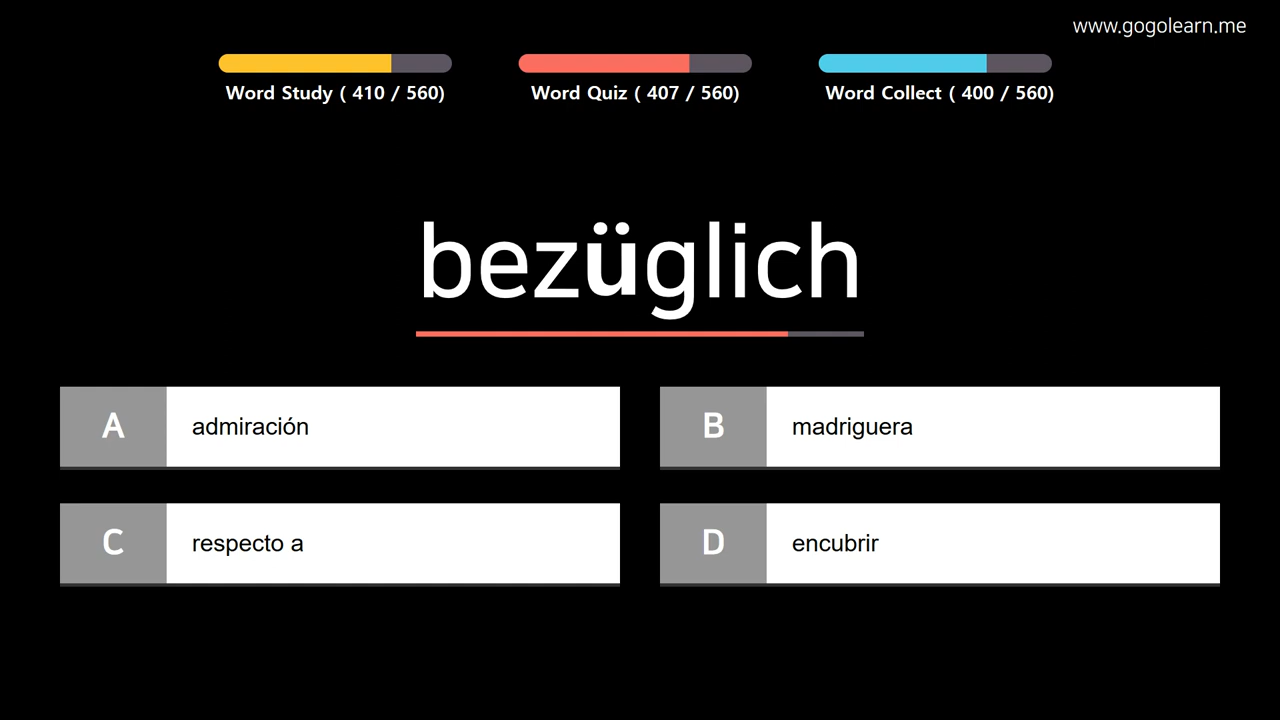 www.gogolearn.me
Word Study ( 410 / 560)
Word Quiz ( 407 / 560)
Word Collect ( 400 / 560)
bezüglich
A admiración
B madriguera
C respecto a
D encubrir